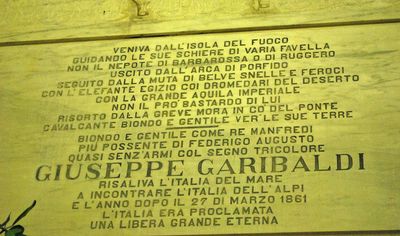 VENIVA DALL'ISOLA DEL FUOCO
GUIDANDO LE SUE SCHIERE DI VARIA FAVELLA
NON IL NEPOTE DI BARBAROSSA O DI RUGGERO
USCITO DALL'ARCA DI PORFIDO
SEGUITO DALLA MUTA DI BELVE SNELLE E FEROCI
CON L'ELEFANTE EGIZIO COI DROMEDARI DEL DESERTO
CON LA GRANDE AQUILA IMPERIALE
NON IL PRO' BASTARDO DI LUI
RISORTO DALLA GREVE MORA IN CO DEL PONTE
CAVALCANTE BIONDO E GENTILE VER' LE SUE TERRE
BIONDO E GENTILE COME RE MANFREDI
PIÙ POSSENTE DI FEDERICO AUGUSTO
QUASI SENZ'ARMI COL SEGNO TRICOLORE
GIUSEPPE GARIBALDI
RISALIVA L'ITALIA DEL MARE
A INCONTRARE L'ITALIA DELL'ALPI
E L'ANNO DOPO IL 27 DI MARZO 1861
L'ITALIA ERA PROCLAMATA
UNA LIBERA GRANDE ETERNA